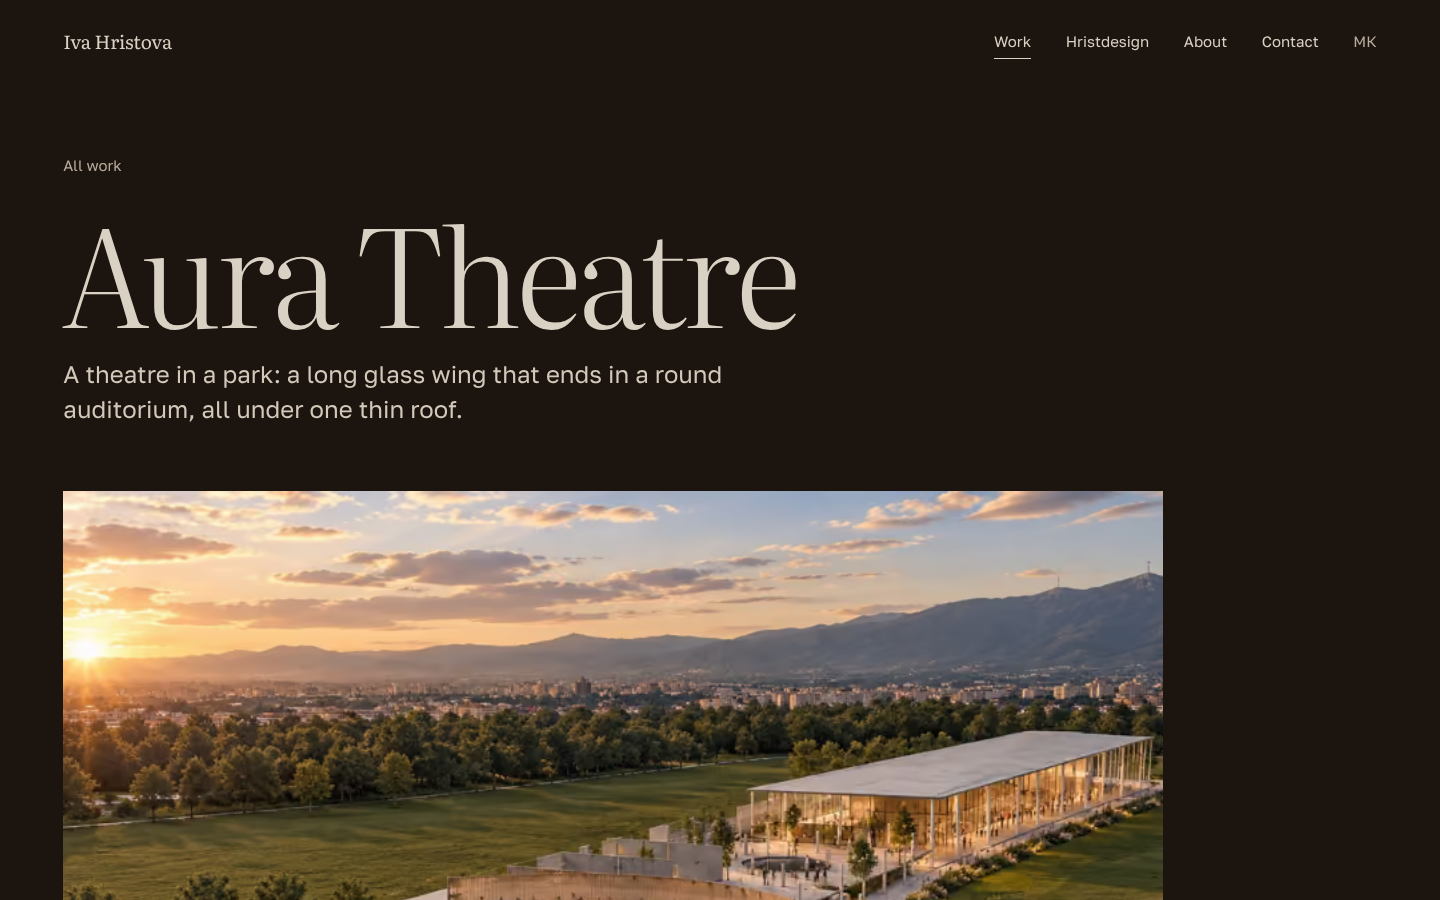 Iva Hristova
Work
Hristdesign
About
Contact
MK
All work
Aura Theatre
A theatre in a park: a long glass wing that ends in a round
auditorium, all under one thin roof.